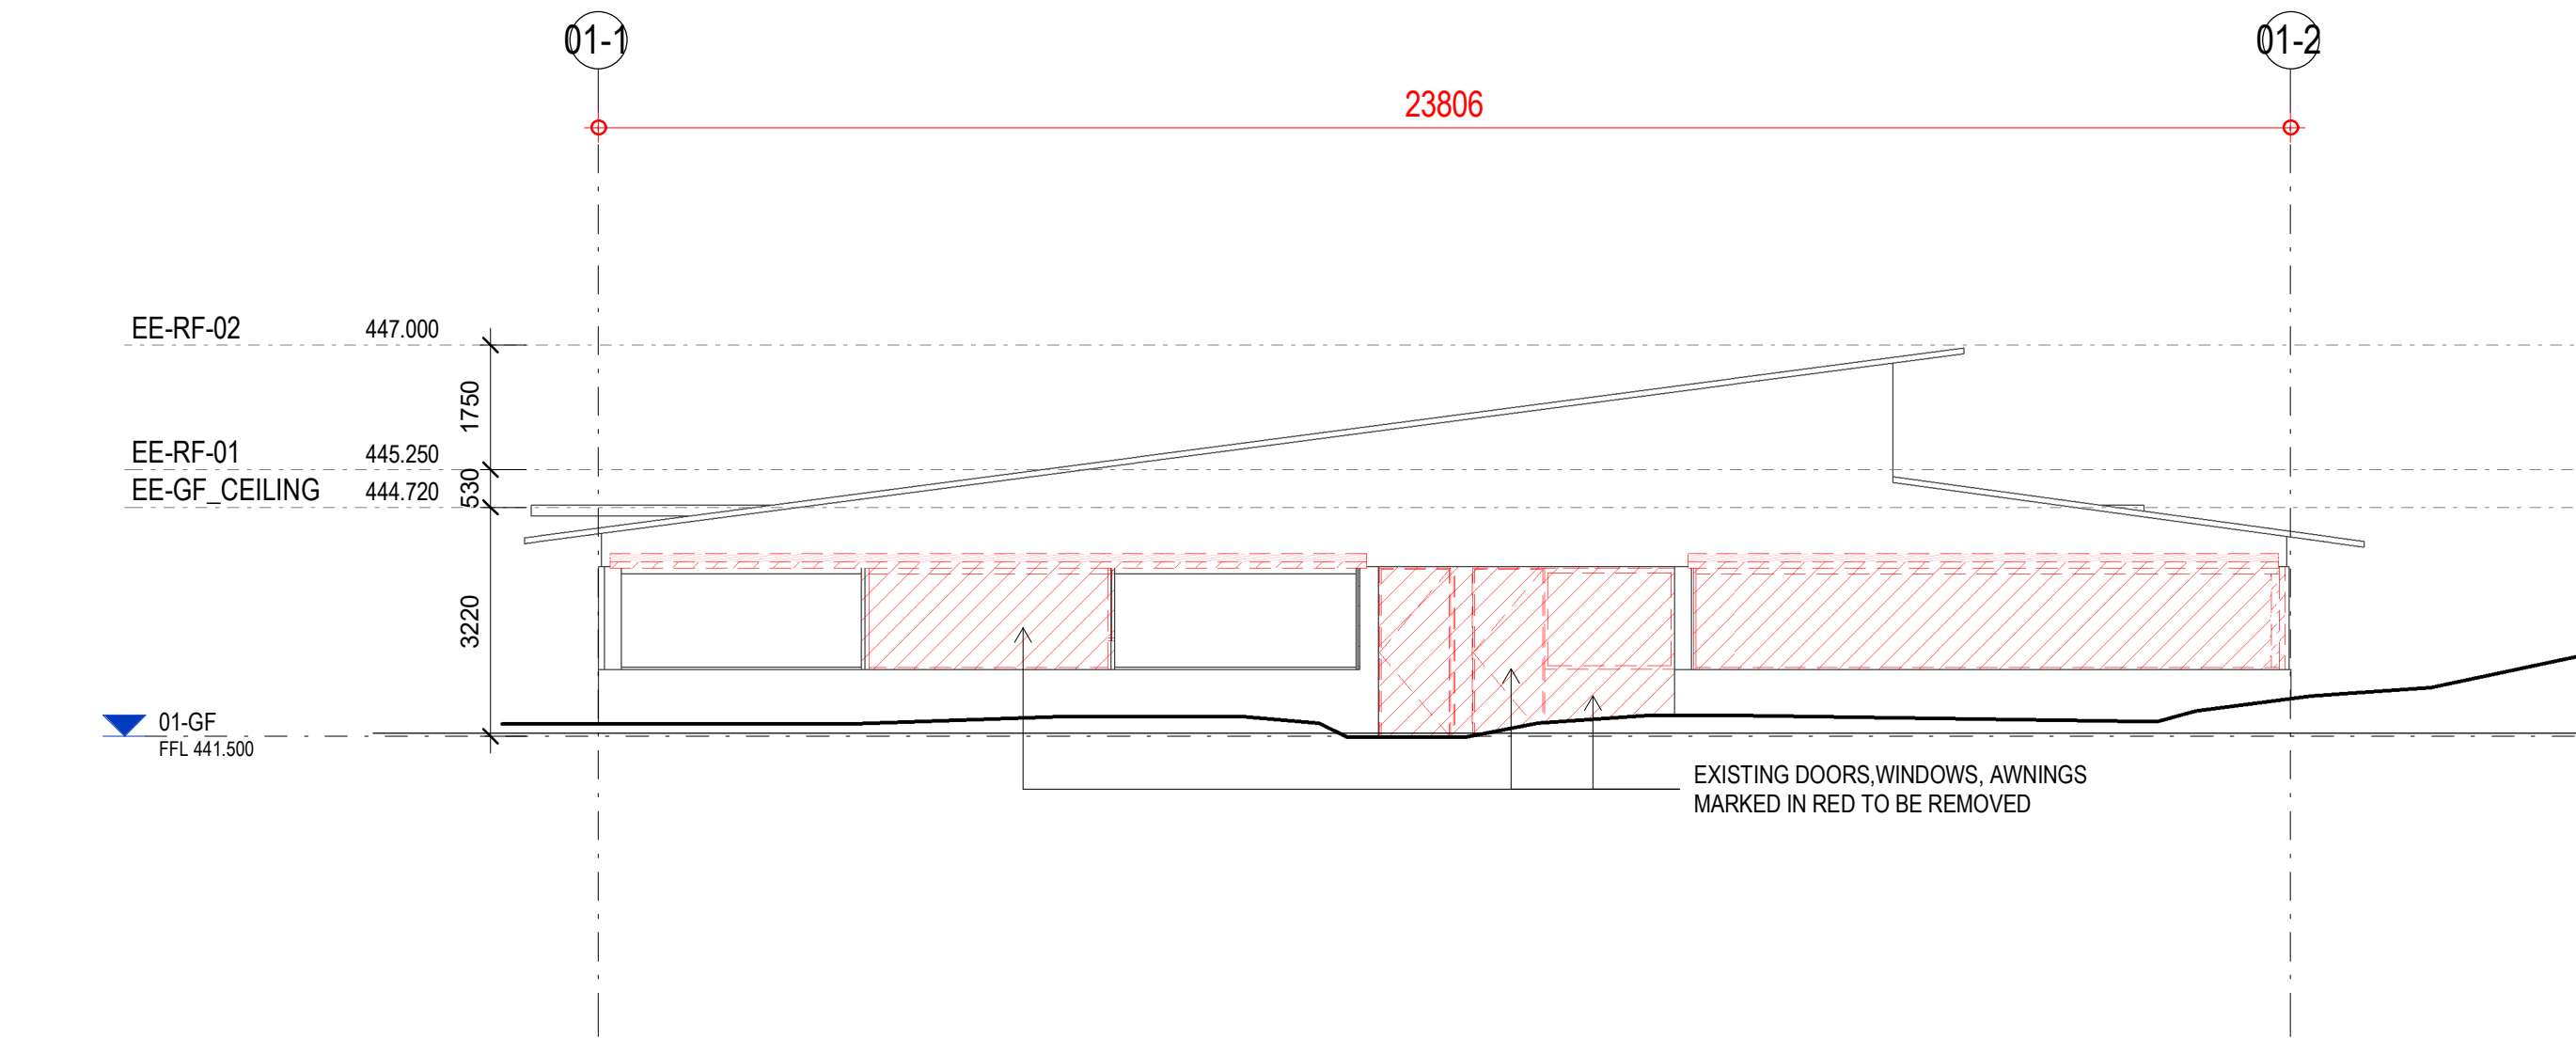 01-1
01-2
23806
EE-RF-02 447.000
1750
EE-RF-01 445.250
530
EE-GF_CEILING 444.720
3220
01-GF
FFL 441.500
EXISTING DOORS,WINDOWS, AWNINGS
MARKED IN RED TO BE REMOVED